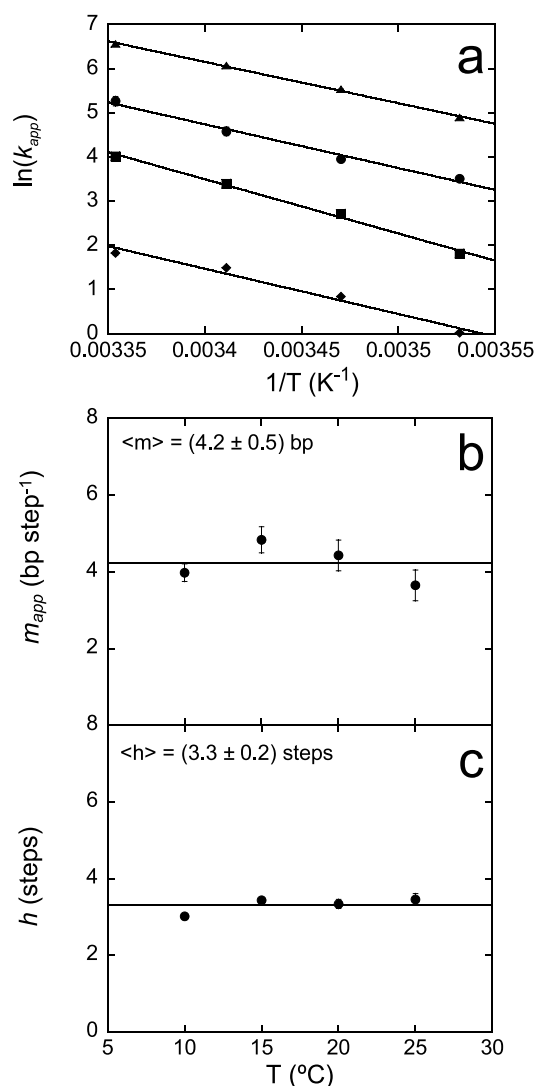 a
7
6
5
4
3
2
1
0
ln(k_app)
0.00335 0.0034 0.00345 0.0035 0.00355
1/T (K⁻¹)
8
<m> = (4.2 ± 0.5) bp
b
6
4
2
m_app (bp step⁻¹)
8
<h> = (3.3 ± 0.2) steps
c
6
4
2
0
h (steps)
5 10 15 20 25 30
T (ºC)